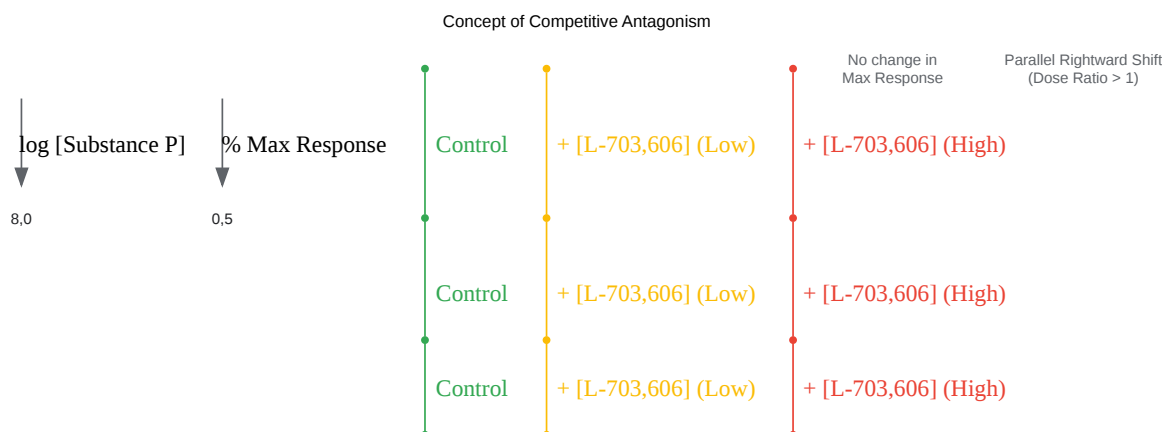 Concept of Competitive Antagonism
No change in
Max Response
Parallel Rightward Shift
(Dose Ratio > 1)
log [Substance P]
% Max Response
Control
+ [L-703,606] (Low)
+ [L-703,606] (High)
8,0
0,5
Control
+ [L-703,606] (Low)
+ [L-703,606] (High)
Control
+ [L-703,606] (Low)
+ [L-703,606] (High)